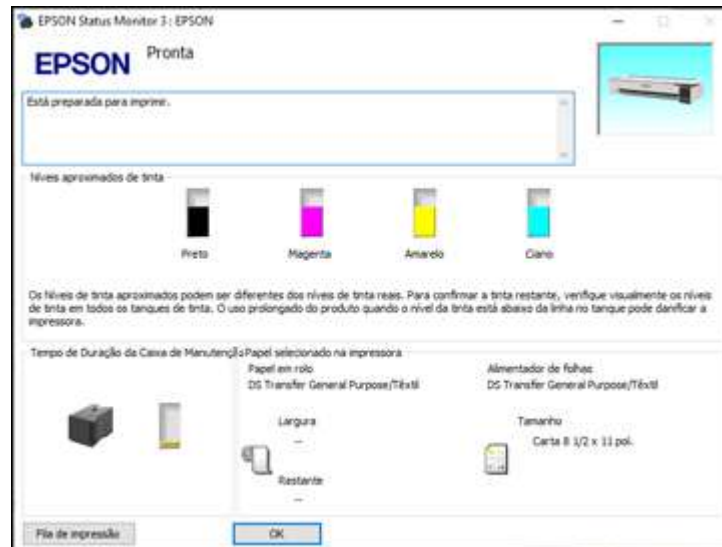 EPSON Status Monitor 3 : EPSON
EPSON
Pronta
Está preparada para imprimir.
Níveis aproximados de tinta
Preto
Magenta
Amarelo
Ciano
Os Níveis de tinta aproximados podem ser diferentes dos níveis de tinta reais. Para confirmar a tinta restante, verifique visualmente os níveis
de tinta em todos os tanques de tinta. O uso prolongado do produto quando o nível da tinta está abaixo da linha no tanque pode danificar a
impressora.
Tempo de Duração da Caixa de Manutenção
Papel selecionado na impressora
Papel em rolo
DS Transfer General Purpose/Têxtil
Largura
--
Restante
--
Alimentador de folhas
DS Transfer General Purpose/Têxtil
Tamanho
Carta 8 1/2 x 11 pol.
Fila de impressão
OK